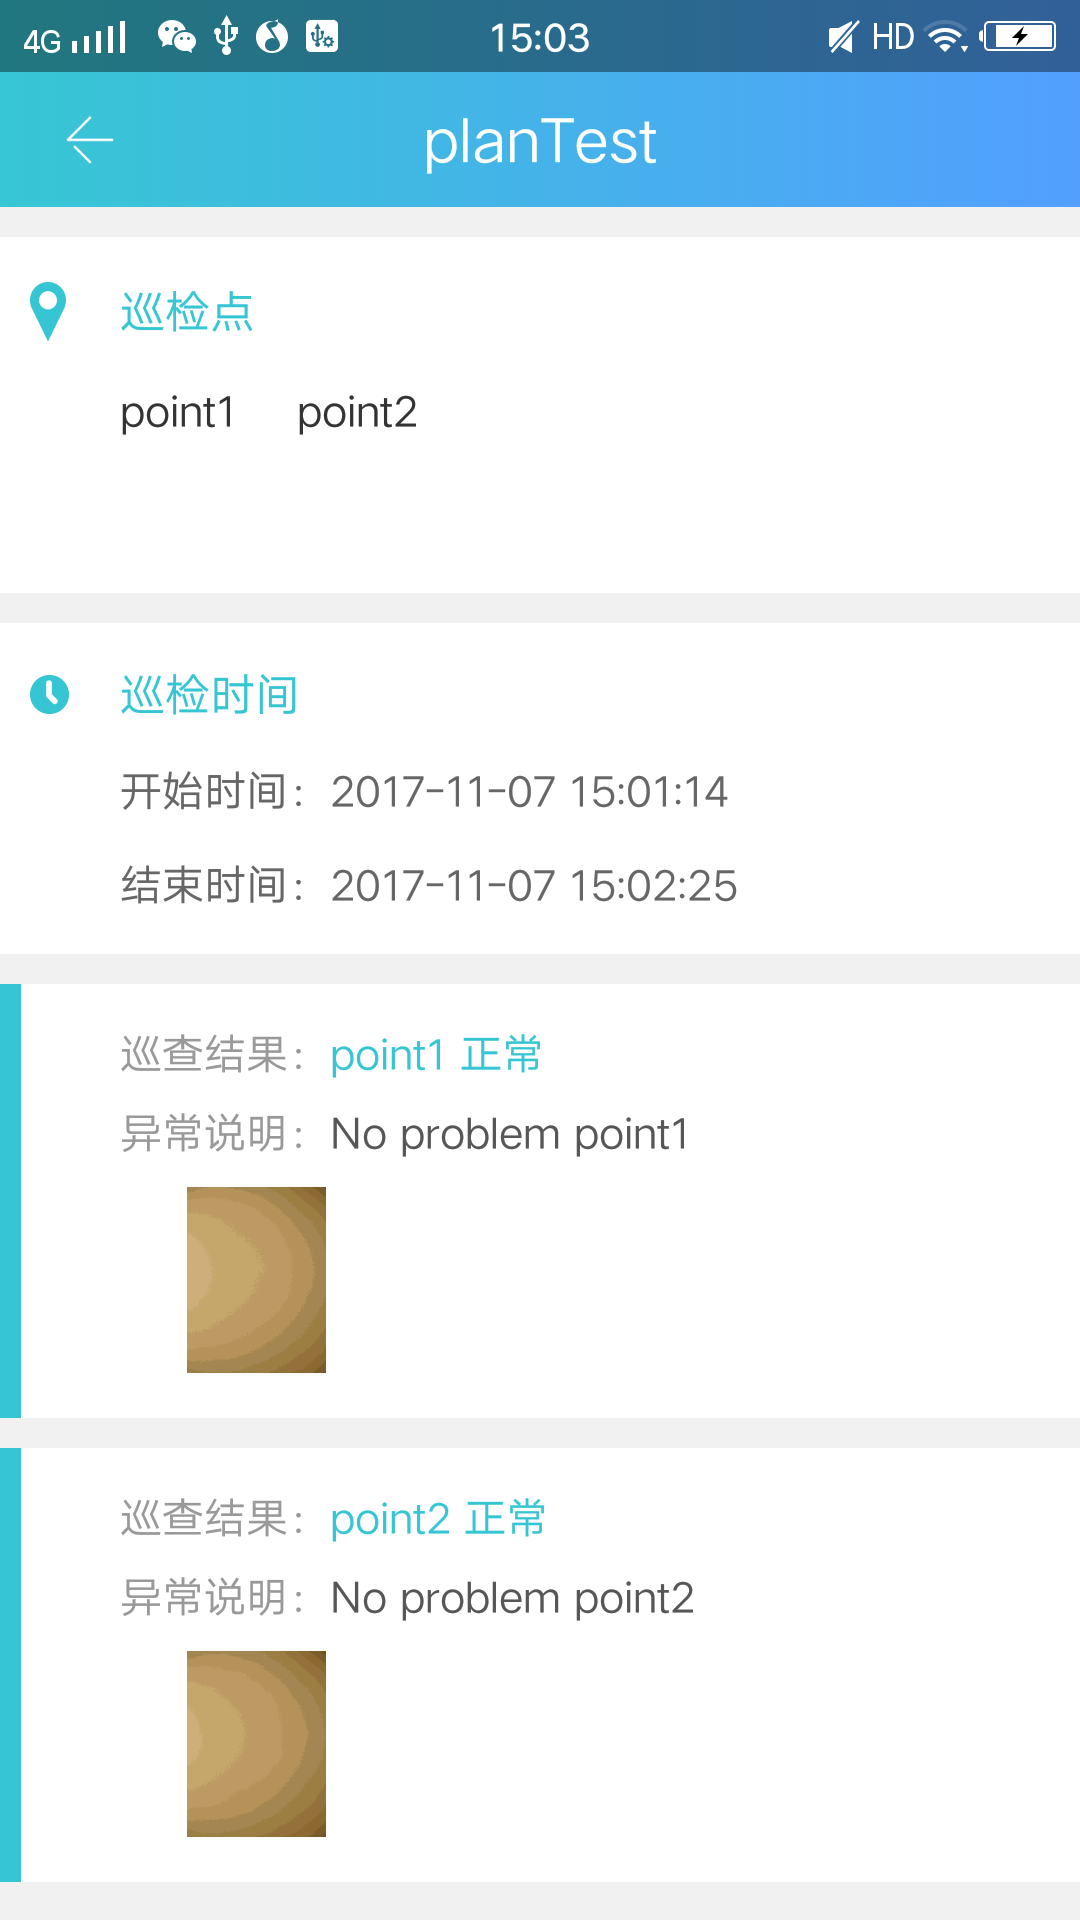 4G 15:03 HD
planTest
巡检点
point1 point2
巡检时间
开始时间: 2017-11-07 15:01:14
结束时间: 2017-11-07 15:02:25
巡查结果: point1 正常
异常说明: No problem point1
巡查结果: point2 正常
异常说明: No problem point2